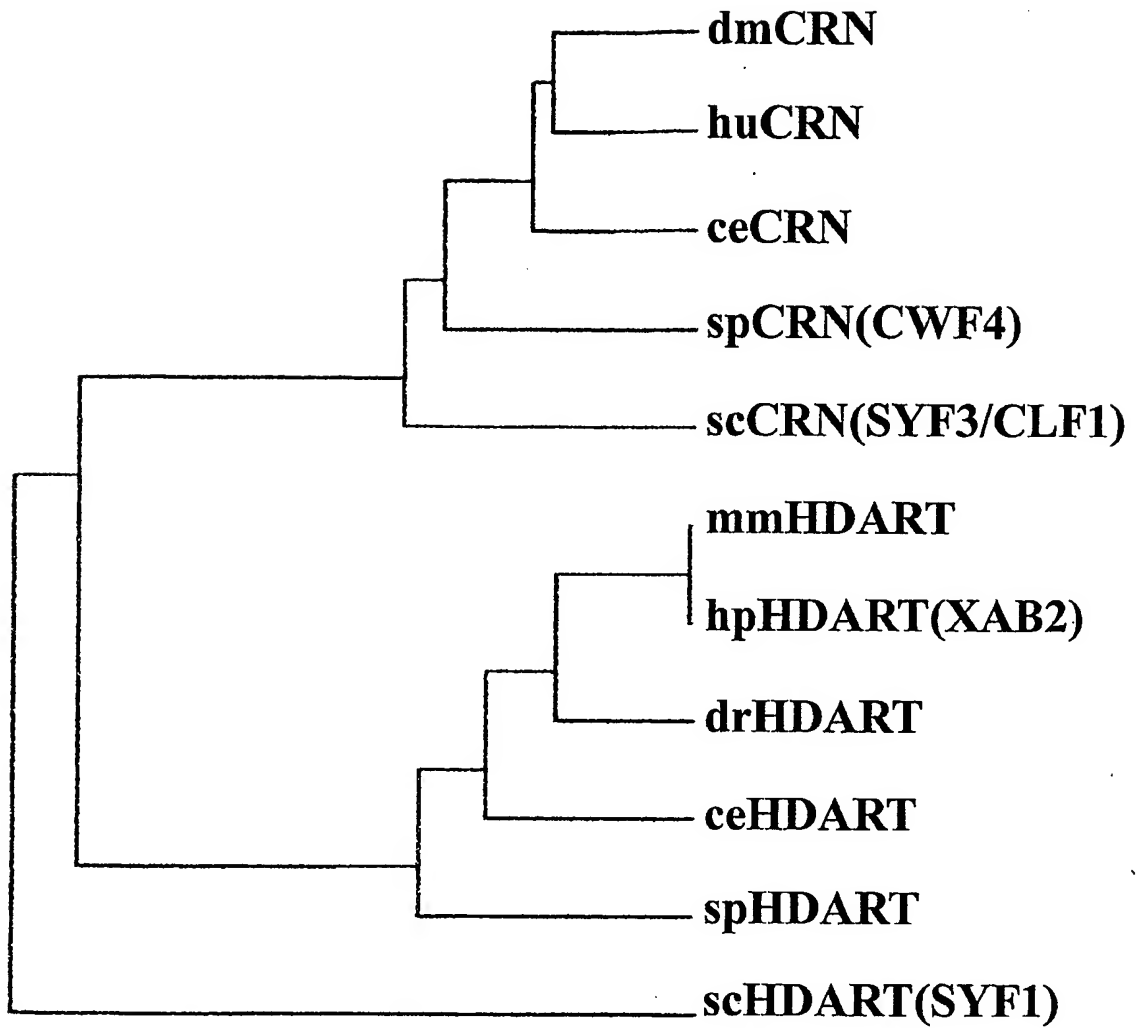 dmCRN
huCRN
ceCRN
spCRN(CWF4)
scCRN(SYF3/CLF1)
mmHDART
hpHDART(XAB2)
drHDART
ceHDART
spHDART
scHDART(SYF1)